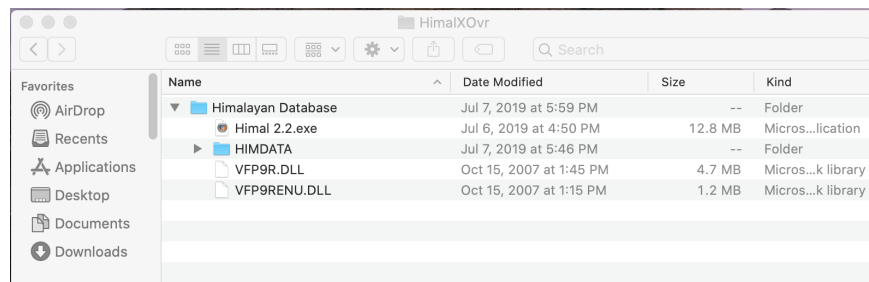 HimalXOvr
Search
Favorites
AirDrop
Recents
Applications
Desktop
Documents
Downloads
Name Date Modified Size Kind
Himalayan Database Jul 7, 2019 at 5:59 PM -- Folder
Himal 2.2.exe Jul 6, 2019 at 4:50 PM 12.8 MB Micros...lication
HIMDATA Jul 7, 2019 at 5:46 PM -- Folder
VFP9R.DLL Oct 15, 2007 at 1:45 PM 4.7 MB Micros...k library
VFP9RENU.DLL Oct 15, 2007 at 1:15 PM 1.2 MB Micros...k library